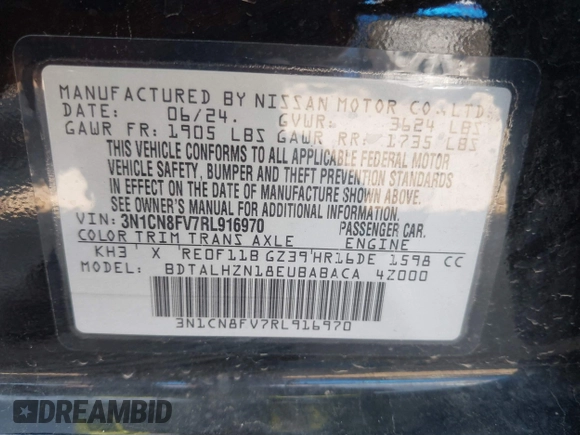 MANUFACTURED BY NISSAN MOTOR CO.,LTD.
DATE: 06/24. GVWR: 3624 LBS
GAWR FR: 1905 LBS GAWR RR: 1735 LBS
THIS VEHICLE CONFORMS TO ALL APPLICABLE FEDERAL MOTOR
VEHICLE SAFETY, BUMPER AND THEFT PREVENTION STANDARDS
IN EFFECT ON THE DATE OF MANUFACTURE SHOWN ABOVE.
SEE OWNER'S MANUAL FOR ADDITIONAL INFORMATION.
VIN: 3N1CN8FV7RL916970 PASSENGER CAR.
COLOR TRIM TRANS AXLE ENGINE
KH3 X RE0F11B GZ39 HR16DE 1598 CC
BDTALHZN18EUBABACA 4Z000
3N1CN8FV7RL916970
DREAMBID